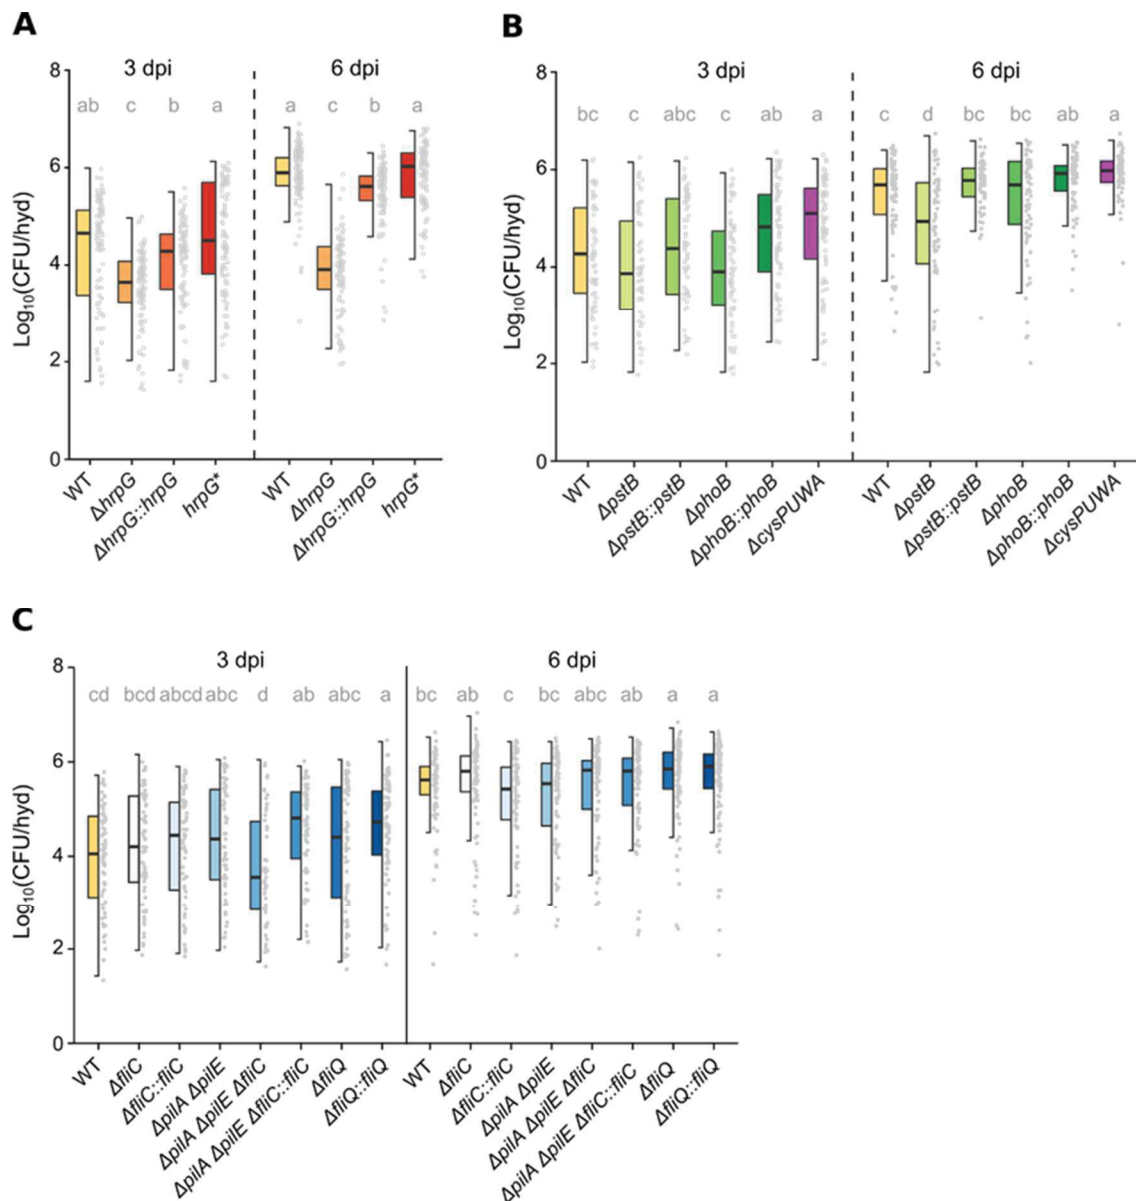 A
3 dpi
6 dpi
8
ab c b a a c b a
6
4
2
0
Log₁₀(CFU/hyd)
WT
ΔhrpG
ΔhrpG::hrpG
hrpG*
WT
ΔhrpG
ΔhrpG::hrpG
hrpG*
B
3 dpi
6 dpi
8
bc c abc c ab a c d bc bc ab a
6
4
2
0
Log₁₀(CFU/hyd)
WT
ΔpstB
ΔpstB::pstB
ΔphoB
ΔphoB::phoB
ΔcysPUWA
WT
ΔpstB
ΔpstB::pstB
ΔphoB
ΔphoB::phoB
ΔcysPUWA
C
3 dpi
6 dpi
8
cd bcd abcd abc d ab abc a bc ab c bc abc ab a a
6
4
2
0
Log₁₀(CFU/hyd)
WT
ΔfliC
ΔfliC::fliC
ΔpilA ΔpilE
ΔpilA ΔpilE ΔfliC
ΔpilA ΔpilE ΔfliC::fliC
ΔfliQ
ΔfliQ::fliQ
WT
ΔfliC
ΔfliC::fliC
ΔpilA ΔpilE
ΔpilA ΔpilE ΔfliC
ΔpilA ΔpilE ΔfliC::fliC
ΔfliQ
ΔfliQ::fliQ